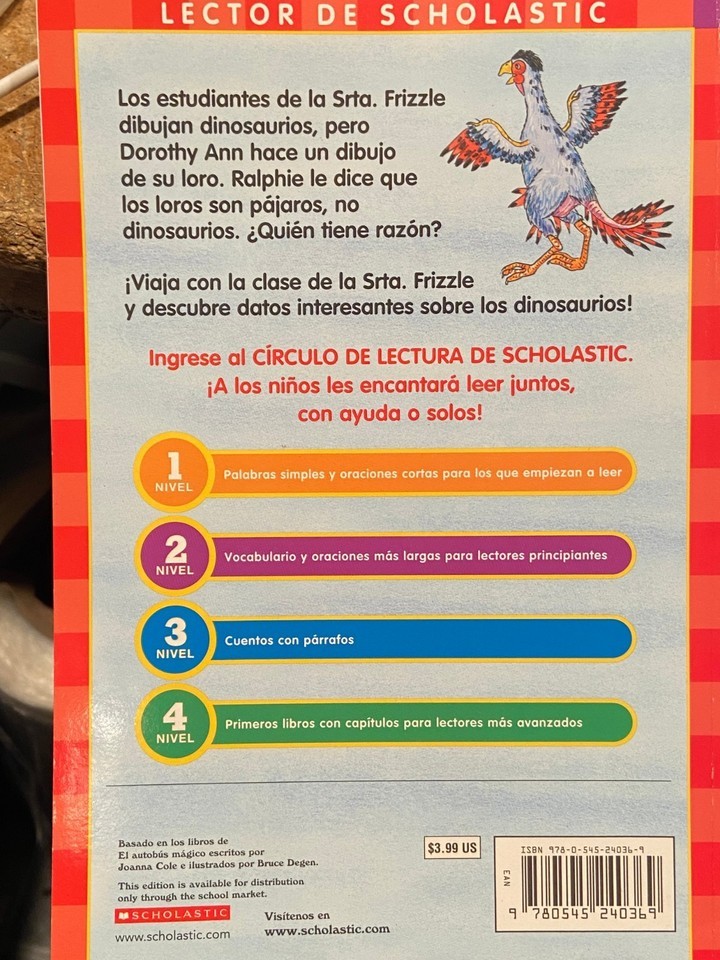 LECTOR DE SCHOLASTIC
Los estudiantes de la Srta. Frizzle
dibujan dinosaurios, pero
Dorothy Ann hace un dibujo
de su loro. Ralphie le dice que
los loros son pájaros, no
dinosaurios. ¿Quién tiene razón?
¡Viaja con la clase de la Srta. Frizzle
y descubre datos interesantes sobre los dinosaurios!
Ingrese al CÍRCULO DE LECTURA DE SCHOLASTIC.
¡A los niños les encantará leer juntos,
con ayuda o solos!
1
NIVEL
Palabras simples y oraciones cortas para los que empiezan a leer
2
NIVEL
Vocabulario y oraciones más largas para lectores principiantes
3
NIVEL
Cuentos con párrafos
4
NIVEL
Primeros libros con capítulos para lectores más avanzados
Basado en los libros de
El autobús mágico escritos por
Joanna Cole e ilustrados por Bruce Degen.
This edition is available for distribution
only through the school market.
SCHOLASTIC
www.scholastic.com
Visítenos en
www.scholastic.com
$3.99 US
ISBN 978-0-545-24036-9
EAN
9 780545 240369